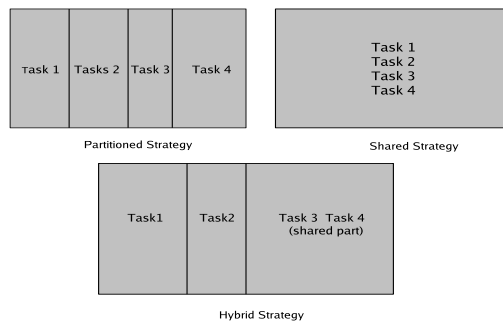 Task 1 Tasks 2 Task 3 Task 4
Partitioned Strategy
Task 1
Task 2
Task 3
Task 4
Shared Strategy
Task1 Task2 Task 3 Task 4
(shared part)
Hybrid Strategy